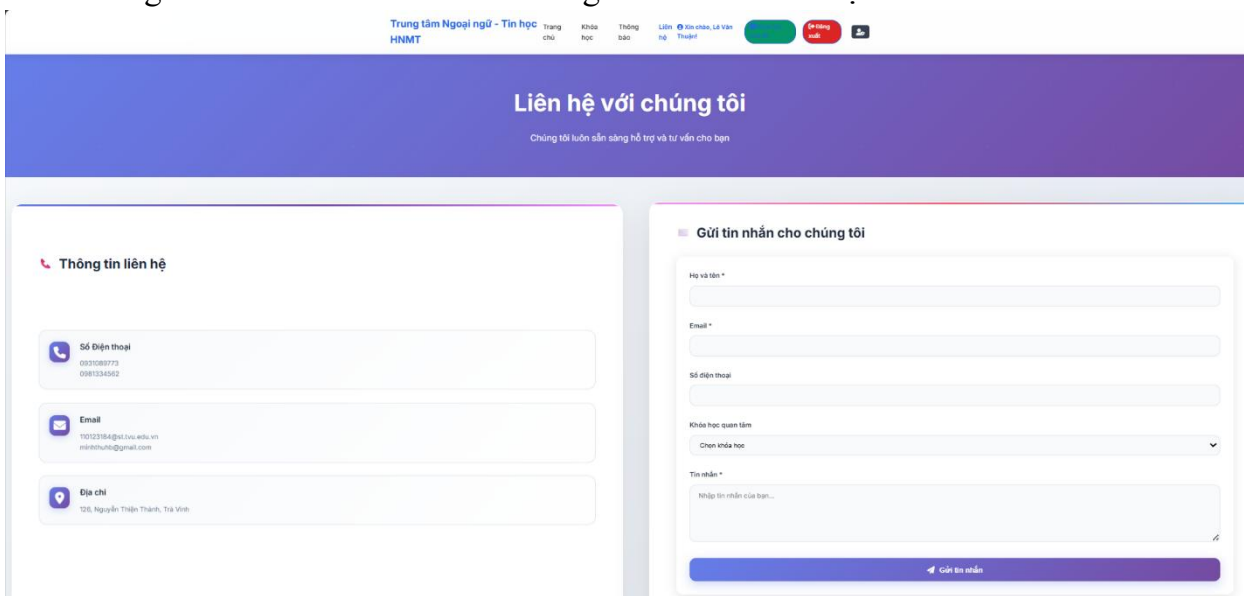 Trung tâm Ngoại ngữ - Tin học
HNMT
Trang chủ
Khóa học
Thông báo
Liên hệ
Xin chào, Lê Văn Thuận!
Đăng xuất
Liên hệ với chúng tôi
Chúng tôi luôn sẵn sàng hỗ trợ và tư vấn cho bạn
Thông tin liên hệ
Số Điện thoại
0931089773
0981334562
Email
110123184@st.tvu.edu.vn
minhthuhb@gmail.com
Địa chỉ
126, Nguyễn Thiện Thành, Trà Vinh
Gửi tin nhắn cho chúng tôi
Họ và tên *
Email *
Số điện thoại
Khóa học quan tâm
Chọn khóa học
Tin nhắn *
Nhập tin nhắn của bạn...
Gửi tin nhắn